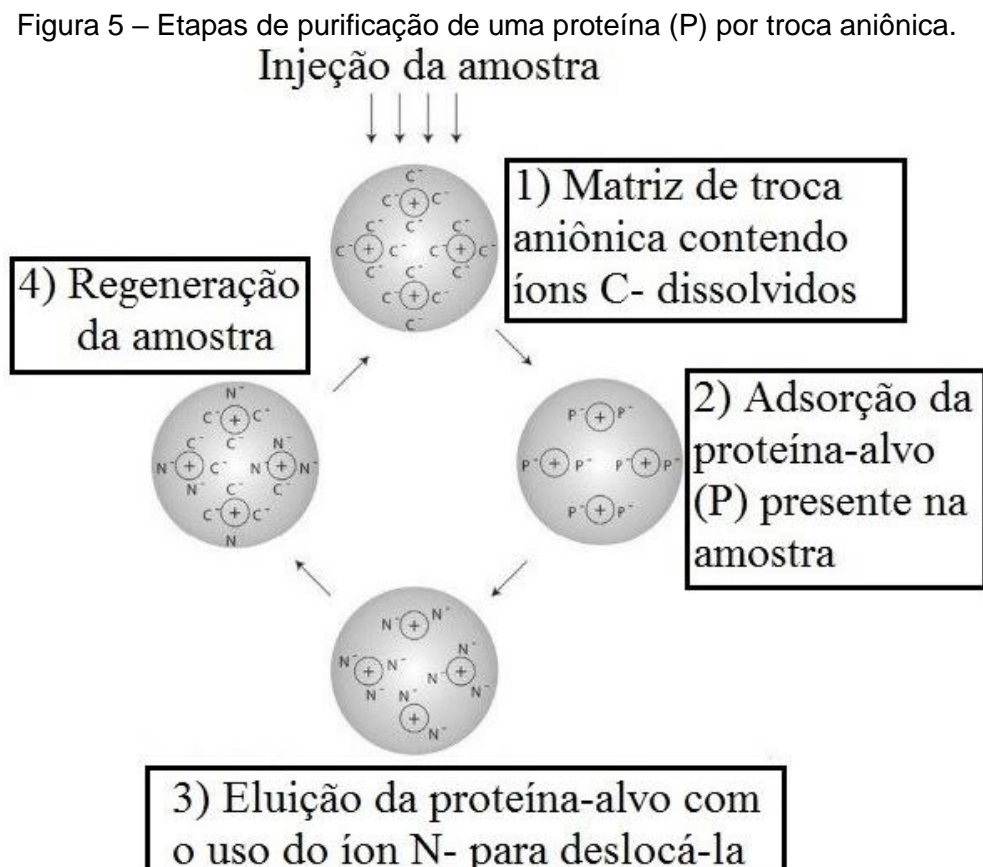 Figura 5 – Etapas de purificação de uma proteína (P) por troca aniônica.
Injeção da amostra
C⁻
C⁻ + C⁻
C⁻ C⁻ C⁻
C⁻ + C⁻ C⁻ + C⁻
C⁻ C⁻ C⁻
C⁻ + C⁻
C⁻
1) Matriz de troca
aniônica contendo
íons C- dissolvidos
P⁻ + P⁻
P⁻ + P⁻ P⁻ + P⁻
P⁻ + P⁻
2) Adsorção da
proteína-alvo
(P) presente na
amostra
N⁻ + N⁻
N⁻ N⁻
+ N⁻ N⁻ +
N⁻ N⁻ N⁻
+ N⁻
3) Eluição da proteína-alvo com
o uso do íon N- para deslocá-la
4) Regeneração
da amostra
N⁻
C⁻ + C⁻
C⁻ C⁻ N⁻
N⁻ + C⁻ N + N⁻
N⁻ C⁻ C⁻
C⁻ + C⁻
N